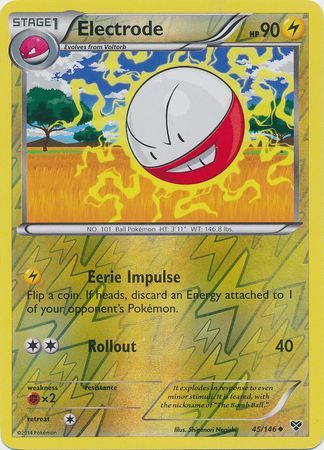 STAGE1 Electrode HP 90
Evolves from Voltorb
NO. 101 Ball Pokémon HT: 3'11" WT: 146.8 lbs.
Eerie Impulse
Flip a coin. If heads, discard an Energy attached to 1
of your opponent's Pokémon.
Rollout 40
weakness resistance
×2
retreat
It explodes in response to even
minor stimuli. It is feared, with
the nickname of "The Bomb Ball."
©2014 Pokémon Illus. Shigenori Negishi 45/146